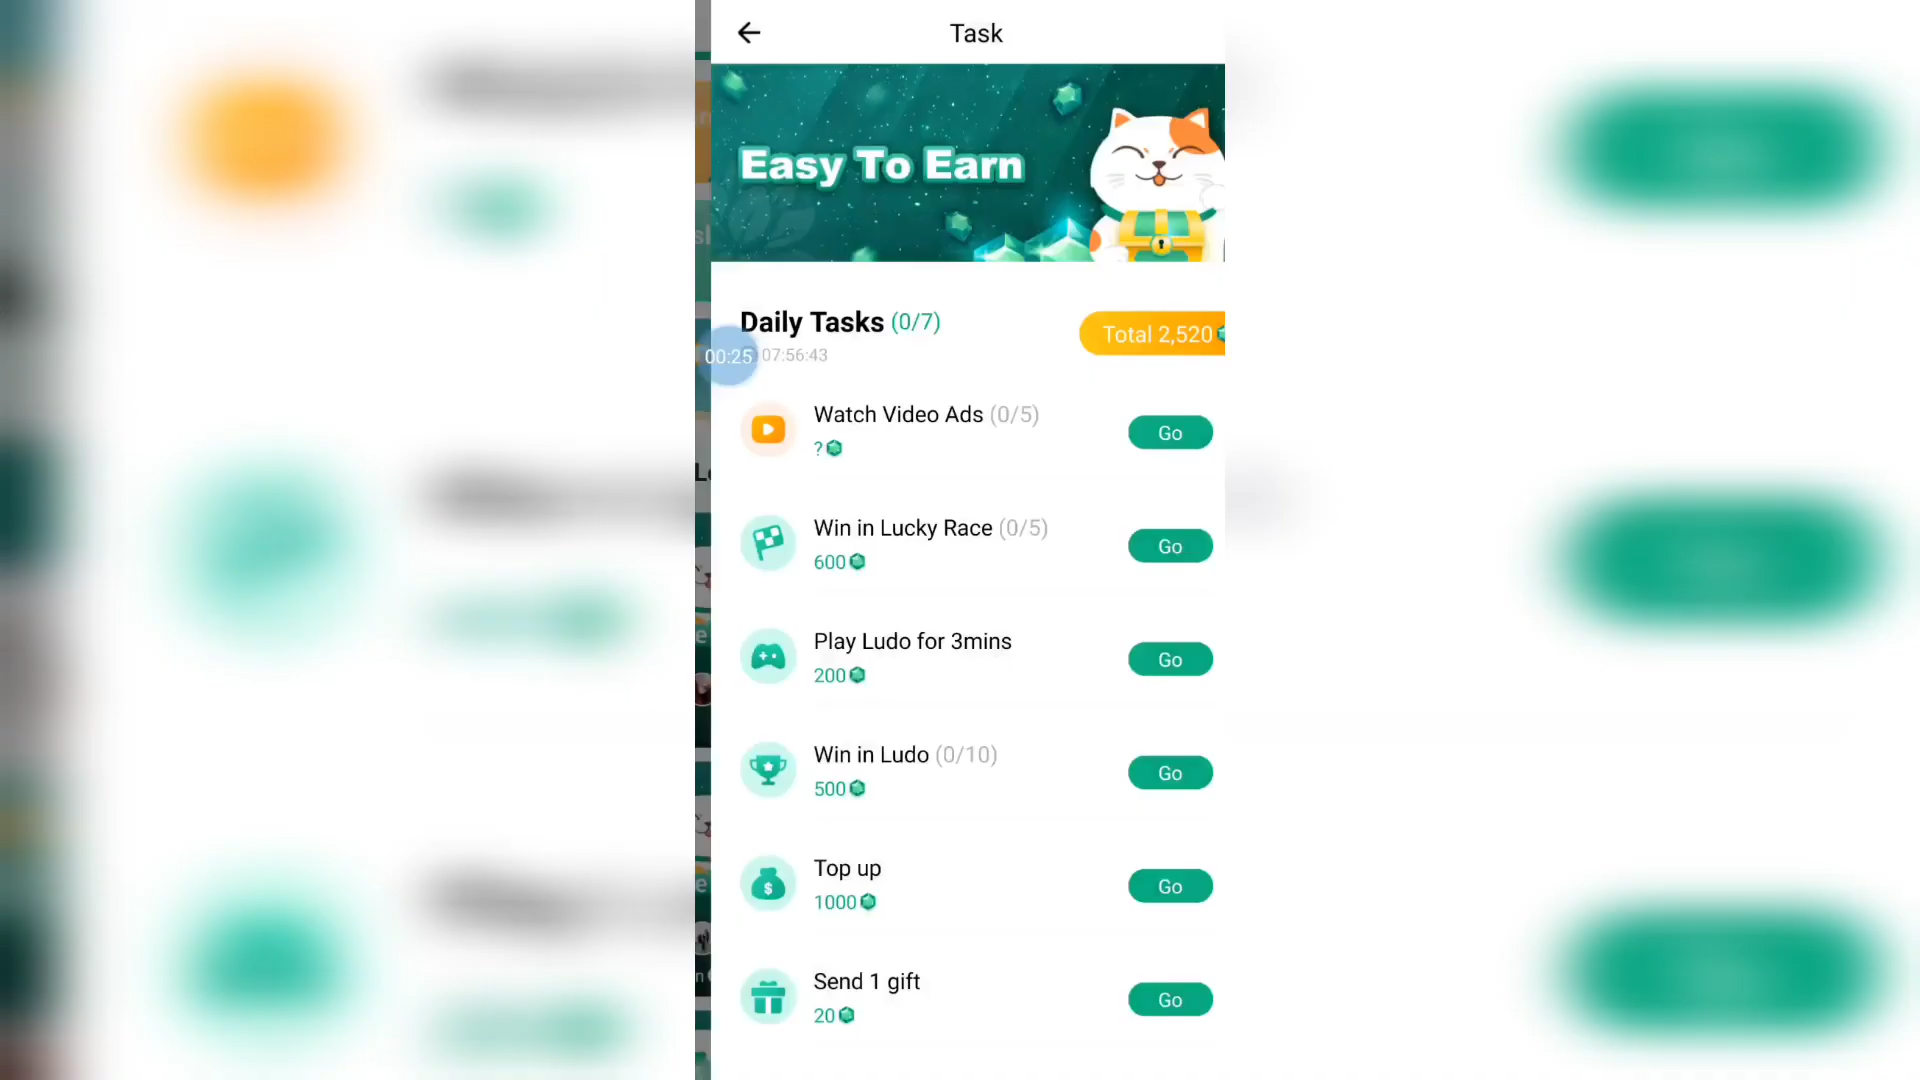 Task
Easy To Earn
Daily Tasks (0/7)
Total 2,520
00:25
07:56:43
Watch Video Ads (0/5)
?
Go
Win in Lucky Race (0/5)
600
Go
Play Ludo for 3mins
200
Go
Win in Ludo (0/10)
500
Go
Top up
1000
Go
Send 1 gift
20
Go